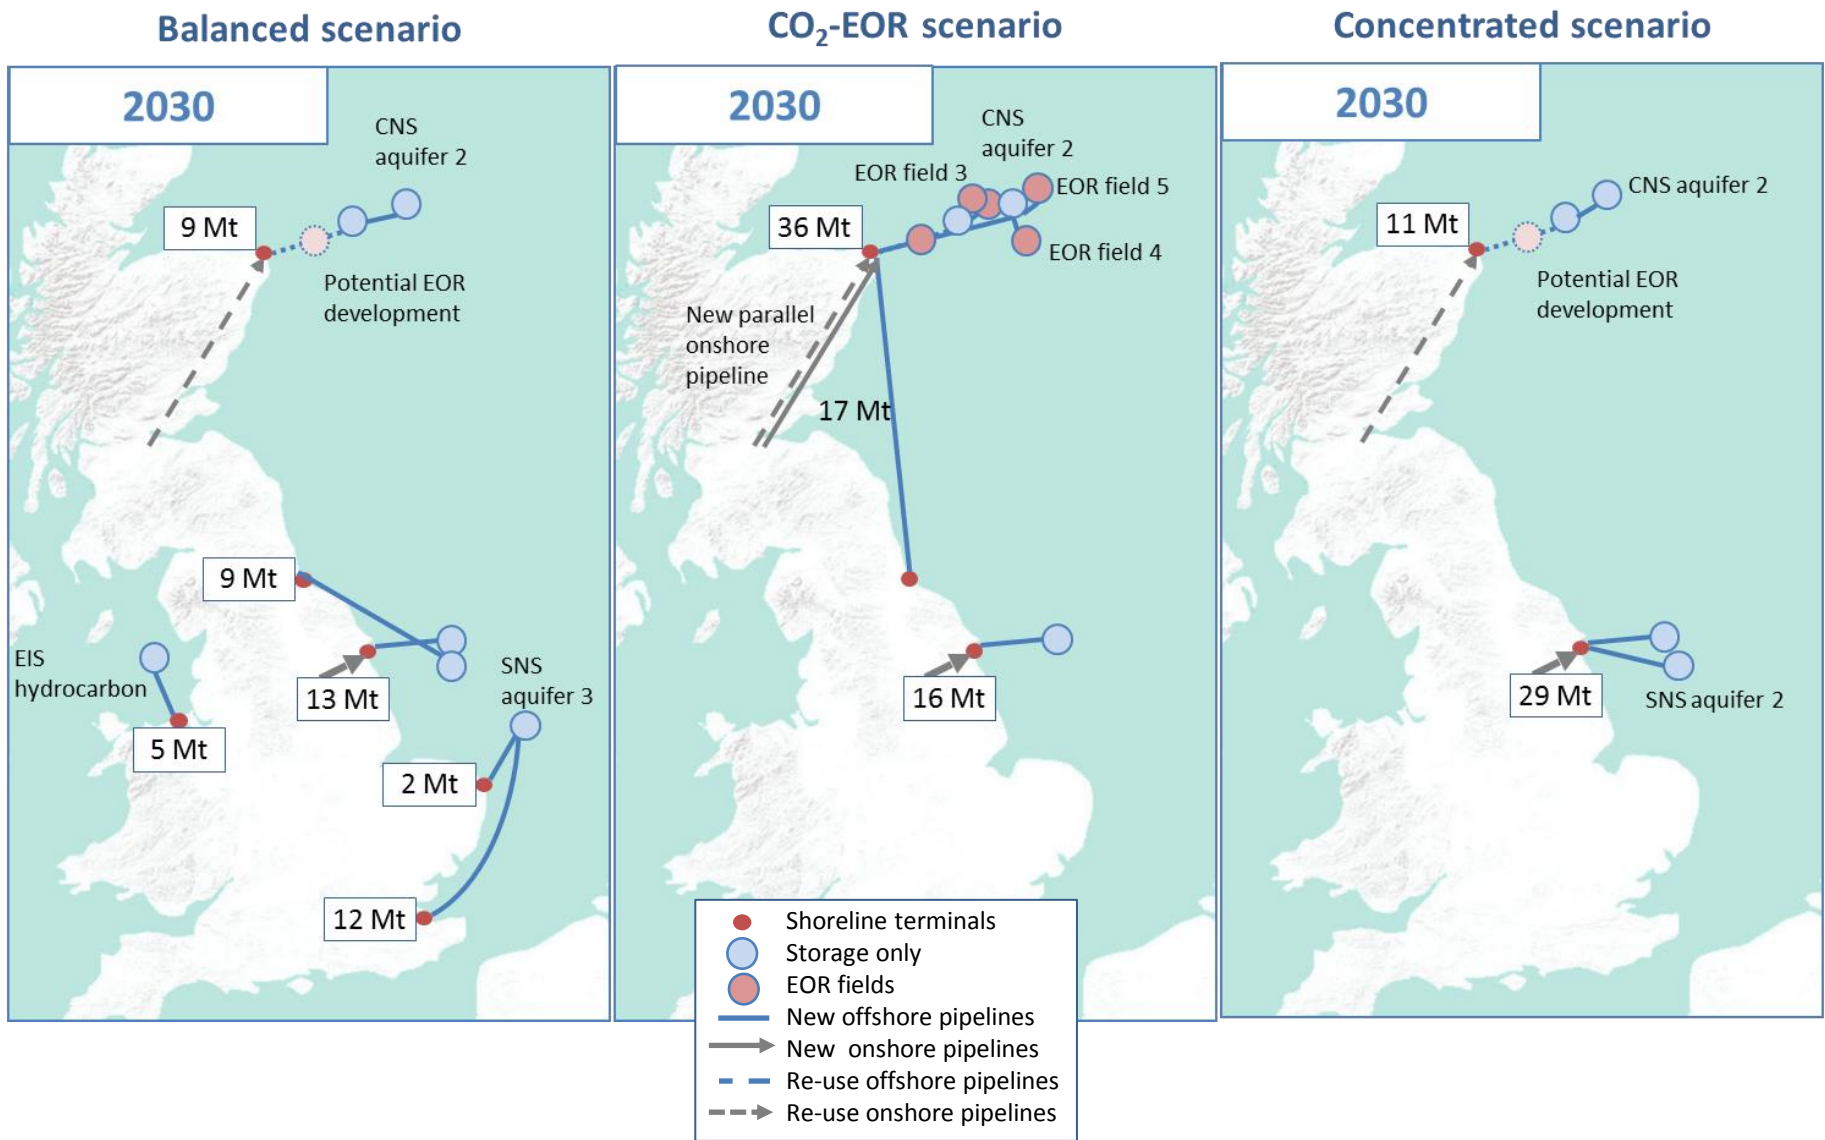 Balanced scenario
2030
CNS
aquifer 2
9 Mt
Potential EOR
development
9 Mt
EIS
hydrocarbon
SNS
aquifer 3
13 Mt
5 Mt
2 Mt
12 Mt
CO₂-EOR scenario
2030
CNS
aquifer 2
EOR field 3
EOR field 5
36 Mt
EOR field 4
New parallel
onshore
pipeline
17 Mt
16 Mt
Concentrated scenario
2030
CNS aquifer 2
11 Mt
Potential EOR
development
29 Mt
SNS aquifer 2
Shoreline terminals
Storage only
EOR fields
New offshore pipelines
New onshore pipelines
Re-use offshore pipelines
Re-use onshore pipelines